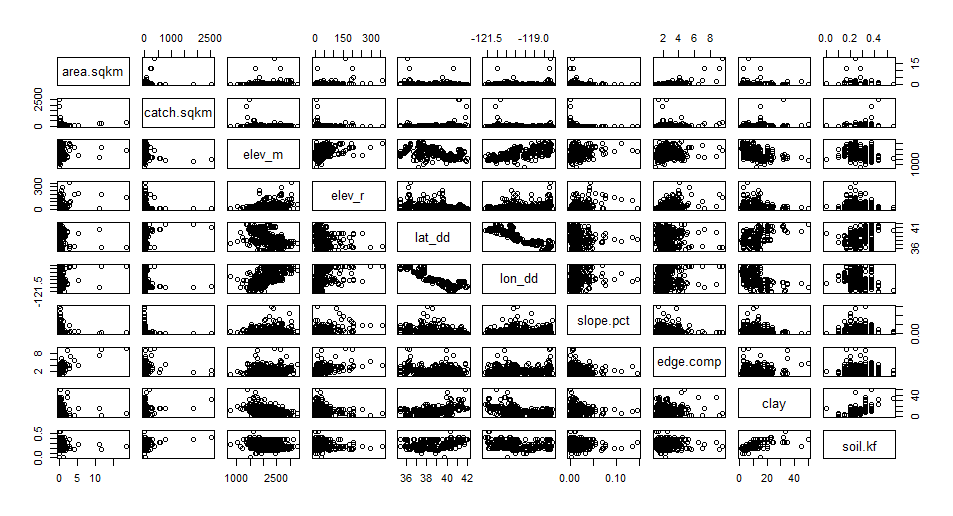 0 1000 2500
0 150 300
-121.5 -119.0
2 4 6 8
0.0 0.2 0.4
area.sqkm
0 15
catch.sqkm
0 2500
elev_m
1000
elev_r
0 300
lat_dd
36 41
lon_dd
-121.5
slope.pct
0.00
edge.comp
2 8
clay
0 40
soil.kf
0.0 0.5
0 5 10
1000 2500
36 38 40 42
0.00 0.10
0 20 40